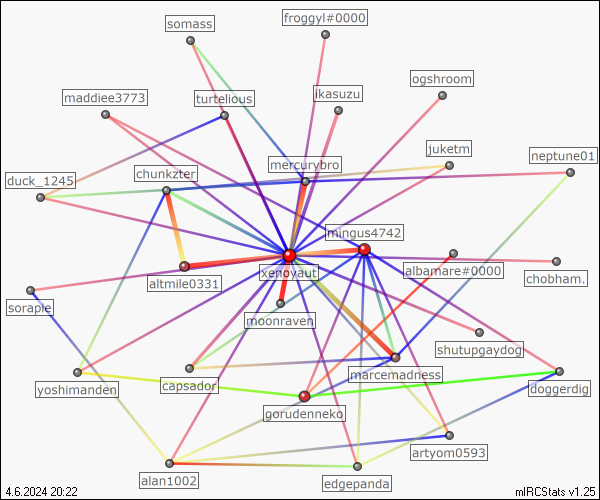 froggyl#0000
somass
ogshroom
ikasuzu
maddiee3773
turtelious
juketm
neptune01
mercurybro
chunkzter
duck_1245
mingus4742
xenoyaut
albamare#0000
chobham.
altmile0331
sorapie
moonraven
shutupgaydog
marcemadness
capsador
yoshimanden
doggerdig
gorudenneko
artyom0593
alan1002
edgepanda
4.6.2024 20:22
mIRCStats v1.25